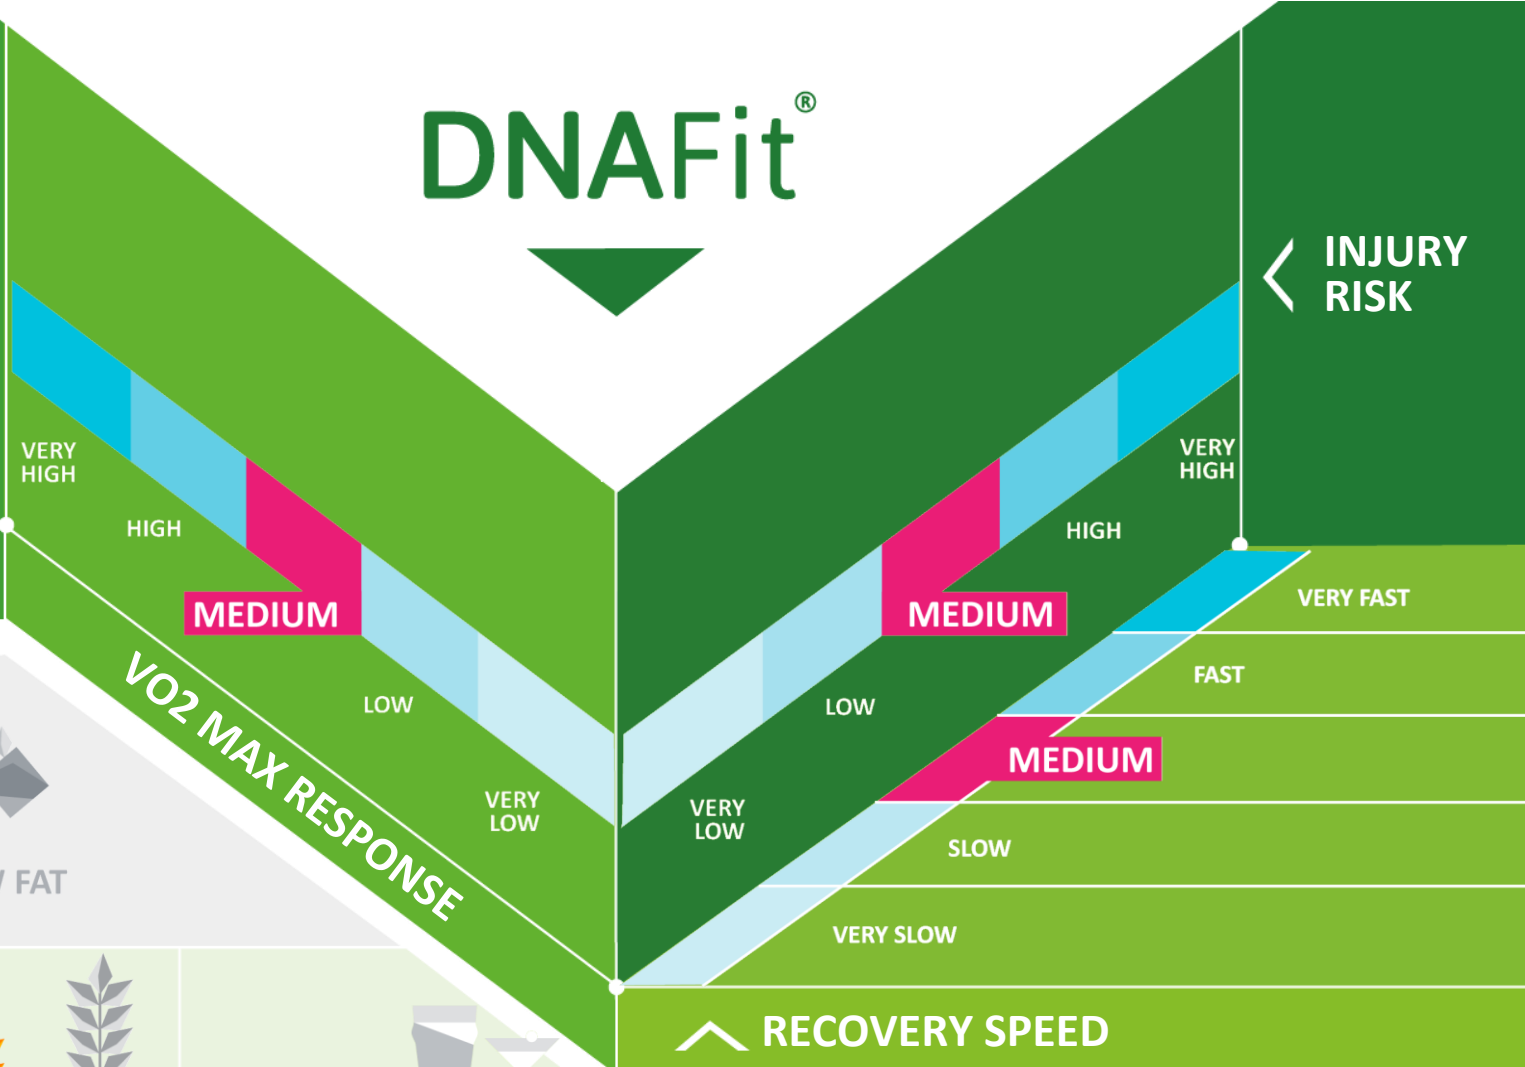 DNAFit®
INJURY
RISK
VERY
HIGH
HIGH
MEDIUM
LOW
VERY
LOW
VO2 MAX RESPONSE
VERY
HIGH
HIGH
MEDIUM
LOW
VERY
LOW
VERY FAST
FAST
MEDIUM
SLOW
VERY SLOW
RECOVERY SPEED
FAT